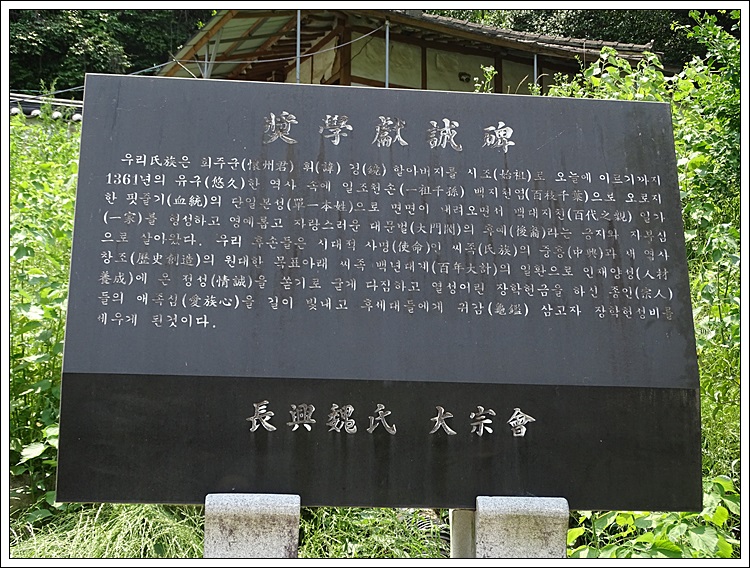 奬學獻誠碑
우리氏族은 회주군(懷州君) 휘(諱) 경(鏡) 할아버지를 시조(始祖)로 오늘에 이르기까지
1361년의 유구(悠久)한 역사 속에 일조천손(一祖千孫) 백지천엽(百枝千葉)으로 오로지
한 핏줄기(血統)의 단일본성(單一本姓)으로 면면이 내려오면서 백대지친(百代之親) 일가
(一家)를 형성하고 영예롭고 자랑스러운 대문벌(大門閥)의 후예(後裔)라는 긍지와 자부심
으로 살아왔다. 우리 후손들은 시대적 사명(使命)인 씨족(氏族)의 중흥(中興)과 새 역사
창조(歷史創造)의 원대한 목표아래 씨족 백년대계(百年大計)의 일환으로 인재양성(人材
養成)에 온 정성(情誠)을 쏟기로 굳게 다짐하고 열성어린 장학헌금을 하신 종인(宗人)
들의 애족심(愛族心)을 길이 빛내고 후세대들에게 귀감(龜鑑) 삼고자 장학헌성비를
세우게 된것이다.
長興魏氏 大宗會